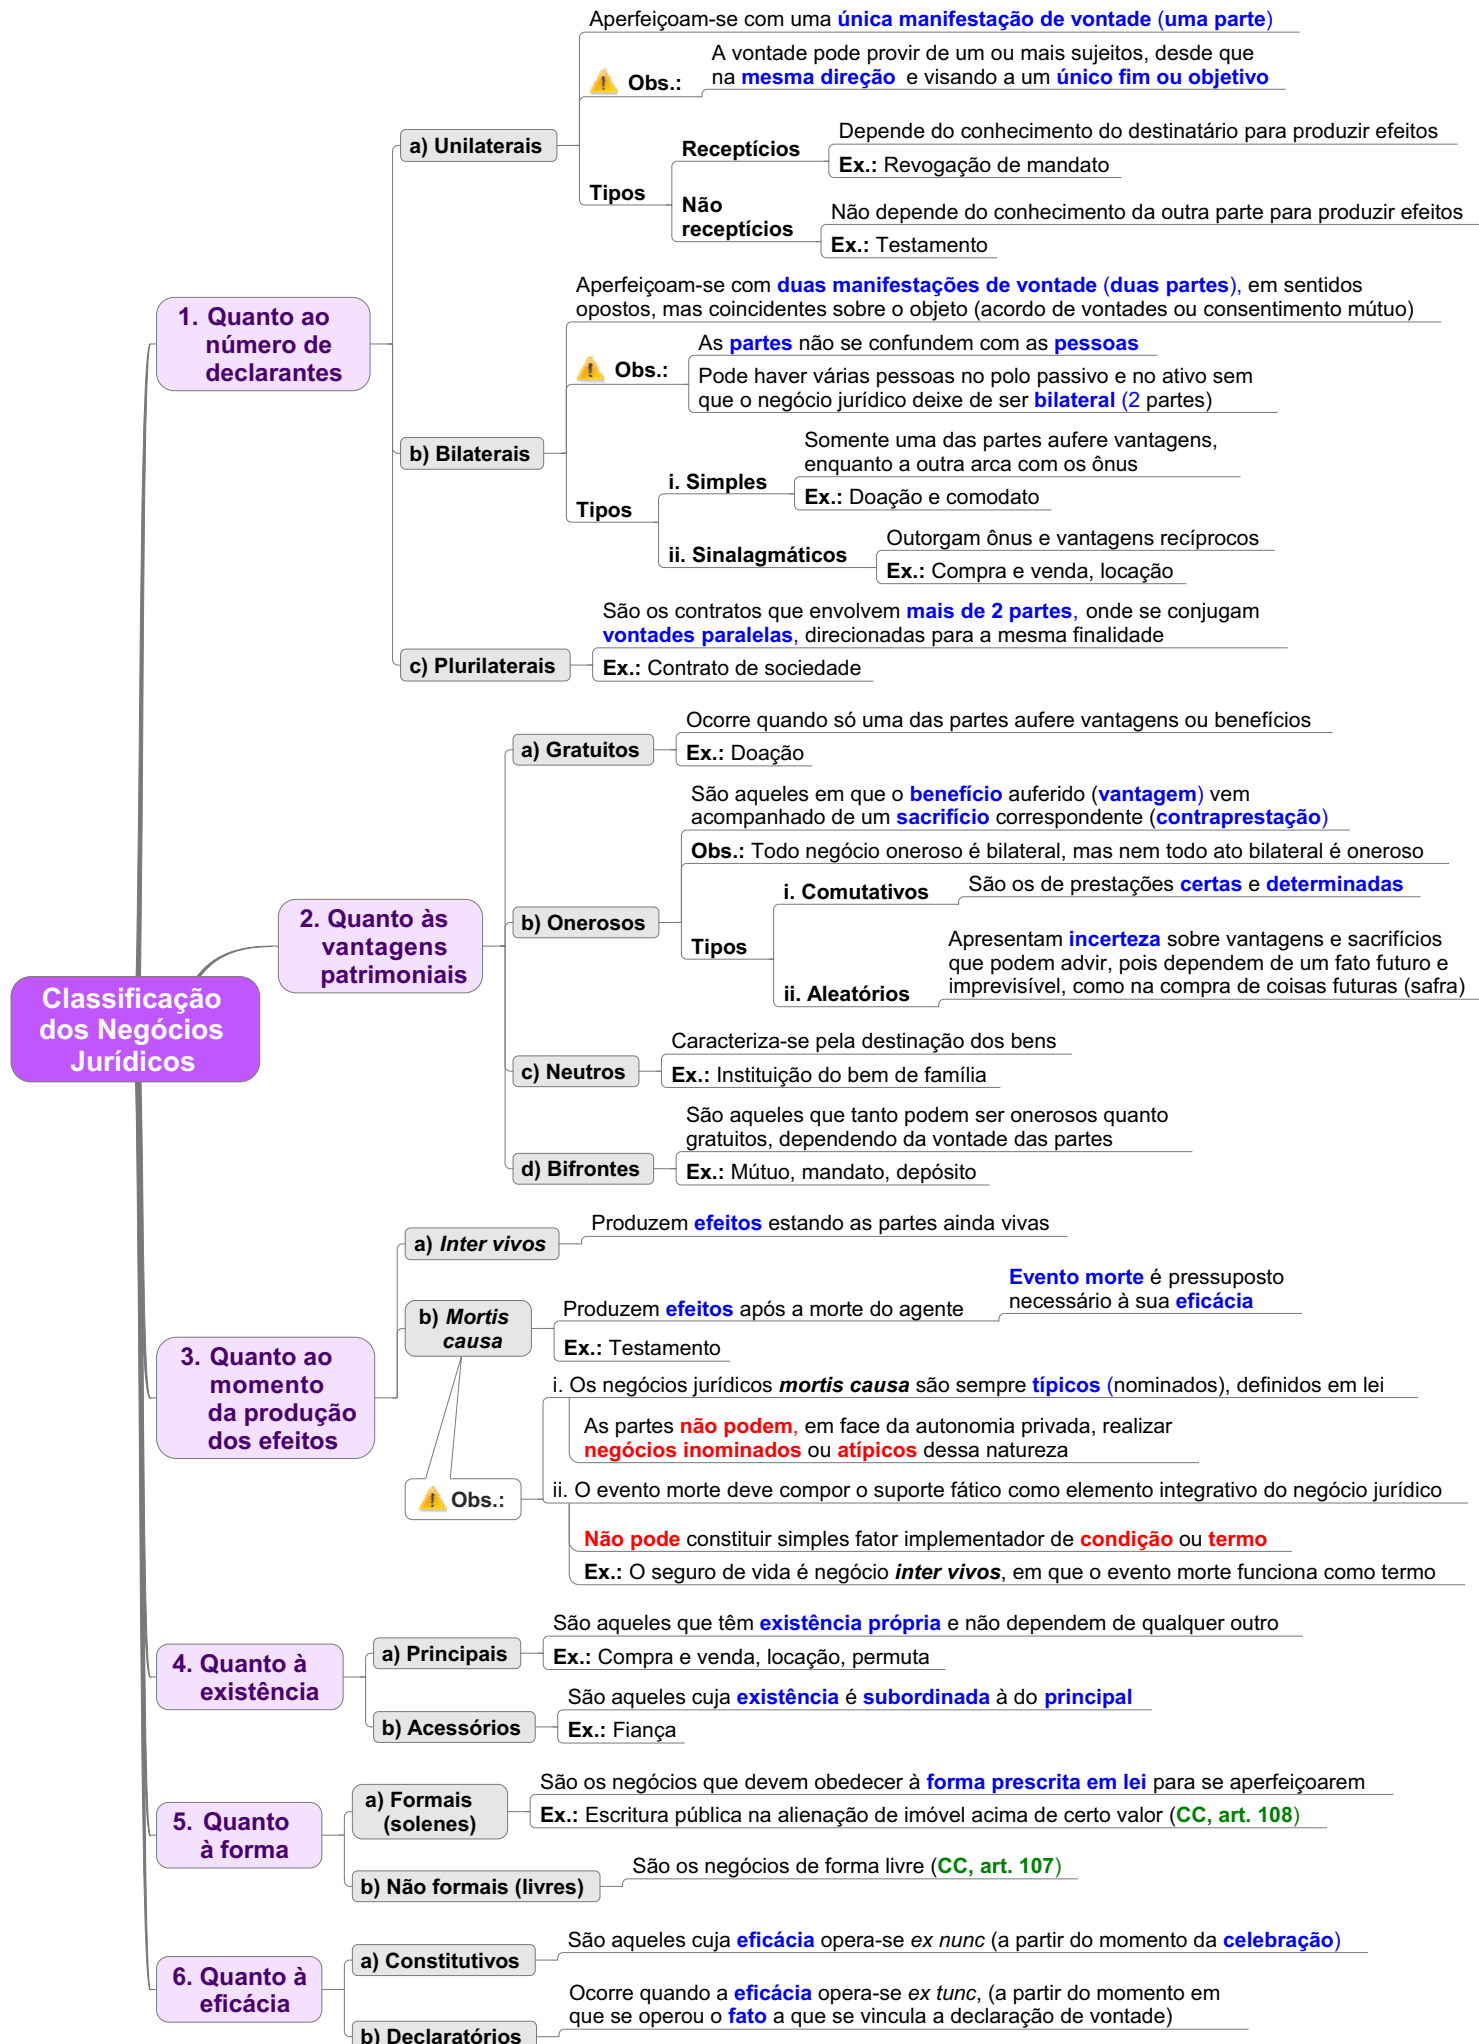 Classificação
dos Negócios
Jurídicos
1. Quanto ao
número de
declarantes
a) Unilaterais
Aperfeiçoam-se com uma única manifestação de vontade (uma parte)
Obs.:
A vontade pode provir de um ou mais sujeitos, desde que
na mesma direção e visando a um único fim ou objetivo
Tipos
Receptícios
Depende do conhecimento do destinatário para produzir efeitos
Ex.: Revogação de mandato
Não
receptícios
Não depende do conhecimento da outra parte para produzir efeitos
Ex.: Testamento
b) Bilaterais
Aperfeiçoam-se com duas manifestações de vontade (duas partes), em sentidos
opostos, mas coincidentes sobre o objeto (acordo de vontades ou consentimento mútuo)
Obs.:
As partes não se confundem com as pessoas
Pode haver várias pessoas no polo passivo e no ativo sem
que o negócio jurídico deixe de ser bilateral (2 partes)
Tipos
i. Simples
Somente uma das partes aufere vantagens,
enquanto a outra arca com os ônus
Ex.: Doação e comodato
ii. Sinalagmáticos
Outorgam ônus e vantagens recíprocos
Ex.: Compra e venda, locação
c) Plurilaterais
São os contratos que envolvem mais de 2 partes, onde se conjugam
vontades paralelas, direcionadas para a mesma finalidade
Ex.: Contrato de sociedade
2. Quanto às
vantagens
patrimoniais
a) Gratuitos
Ocorre quando só uma das partes aufere vantagens ou benefícios
Ex.: Doação
b) Onerosos
São aqueles em que o benefício auferido (vantagem) vem
acompanhado de um sacrifício correspondente (contraprestação)
Obs.: Todo negócio oneroso é bilateral, mas nem todo ato bilateral é oneroso
Tipos
i. Comutativos
São os de prestações certas e determinadas
ii. Aleatórios
Apresentam incerteza sobre vantagens e sacrifícios
que podem advir, pois dependem de um fato futuro e
imprevisível, como na compra de coisas futuras (safra)
c) Neutros
Caracteriza-se pela destinação dos bens
Ex.: Instituição do bem de família
d) Bifrontes
São aqueles que tanto podem ser onerosos quanto
gratuitos, dependendo da vontade das partes
Ex.: Mútuo, mandato, depósito
3. Quanto ao
momento
da produção
dos efeitos
a) Inter vivos
Produzem efeitos estando as partes ainda vivas
b) Mortis
causa
Produzem efeitos após a morte do agente
Evento morte é pressuposto
necessário à sua eficácia
Ex.: Testamento
Obs.:
i. Os negócios jurídicos mortis causa são sempre típicos (nominados), definidos em lei
As partes não podem, em face da autonomia privada, realizar
negócios inominados ou atípicos dessa natureza
ii. O evento morte deve compor o suporte fático como elemento integrativo do negócio jurídico
Não pode constituir simples fator implementador de condição ou termo
Ex.: O seguro de vida é negócio inter vivos, em que o evento morte funciona como termo
4. Quanto à
existência
a) Principais
São aqueles que têm existência própria e não dependem de qualquer outro
Ex.: Compra e venda, locação, permuta
b) Acessórios
São aqueles cuja existência é subordinada à do principal
Ex.: Fiança
5. Quanto
à forma
a) Formais
(solenes)
São os negócios que devem obedecer à forma prescrita em lei para se aperfeiçoarem
Ex.: Escritura pública na alienação de imóvel acima de certo valor (CC, art. 108)
b) Não formais (livres)
São os negócios de forma livre (CC, art. 107)
6. Quanto à
eficácia
a) Constitutivos
São aqueles cuja eficácia opera-se ex nunc (a partir do momento da celebração)
b) Declaratórios
Ocorre quando a eficácia opera-se ex tunc, (a partir do momento em
que se operou o fato a que se vincula a declaração de vontade)